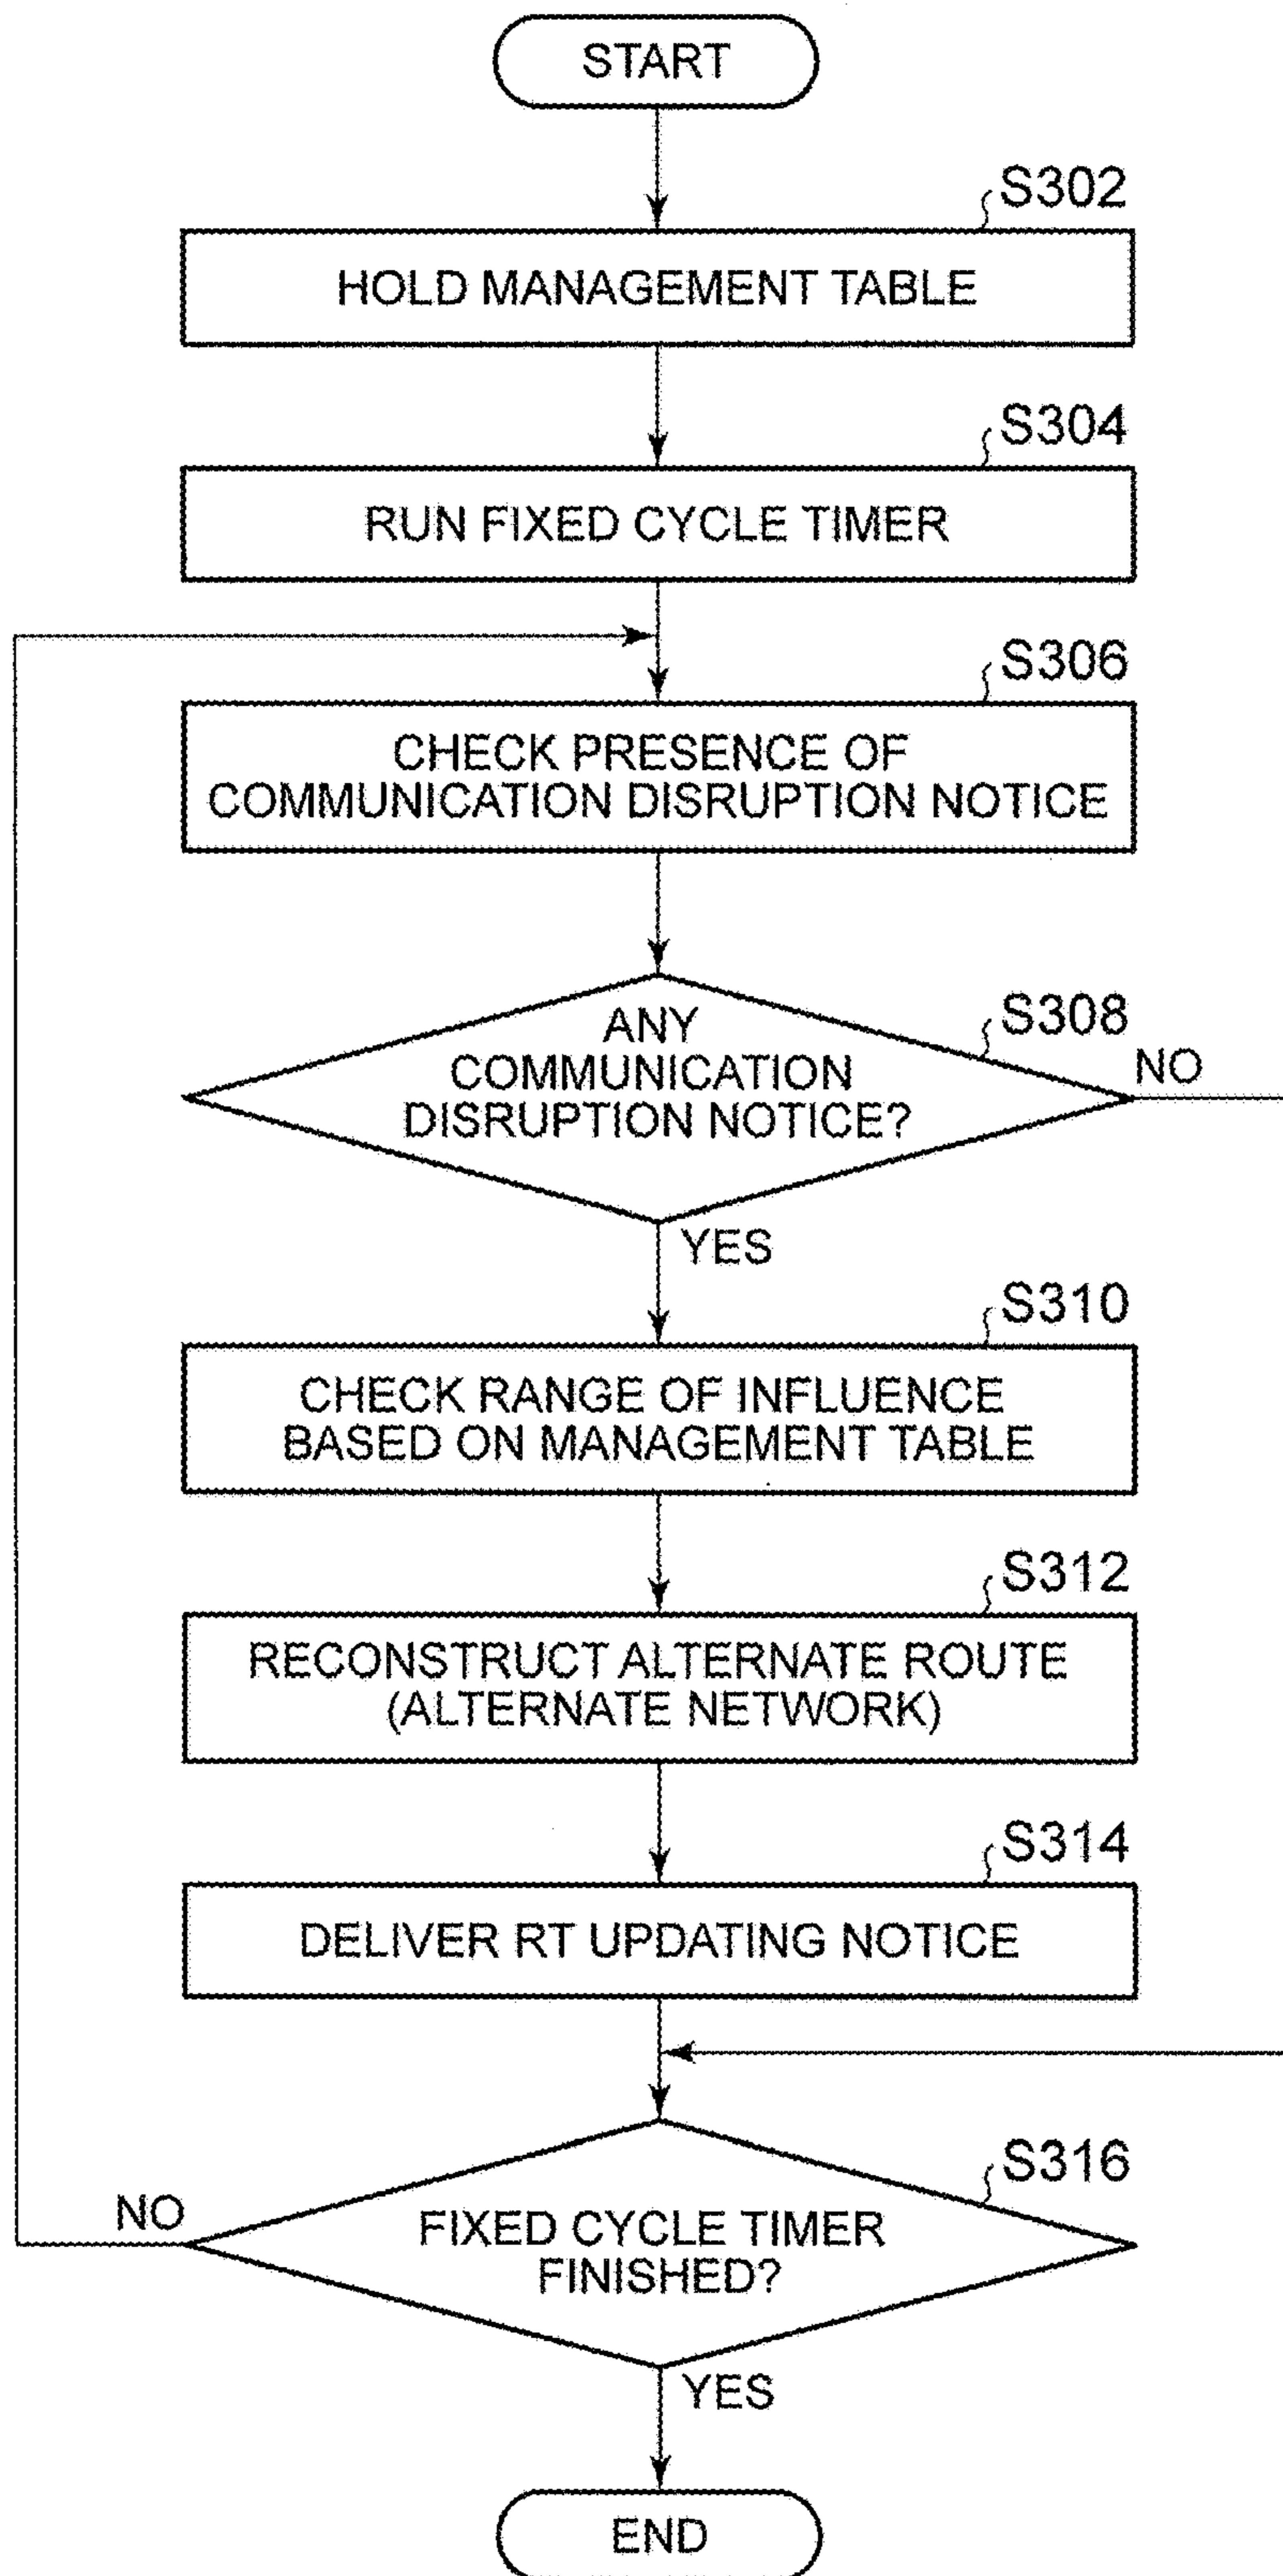 START
S302
HOLD MANAGEMENT TABLE
S304
RUN FIXED CYCLE TIMER
S306
CHECK PRESENCE OF
COMMUNICATION DISRUPTION NOTICE
S308
ANY
COMMUNICATION
DISRUPTION NOTICE?
NO
YES
S310
CHECK RANGE OF INFLUENCE
BASED ON MANAGEMENT TABLE
S312
RECONSTRUCT ALTERNATE ROUTE
(ALTERNATE NETWORK)
S314
DELIVER RT UPDATING NOTICE
S316
NO
FIXED CYCLE TIMER
FINISHED?
YES
END